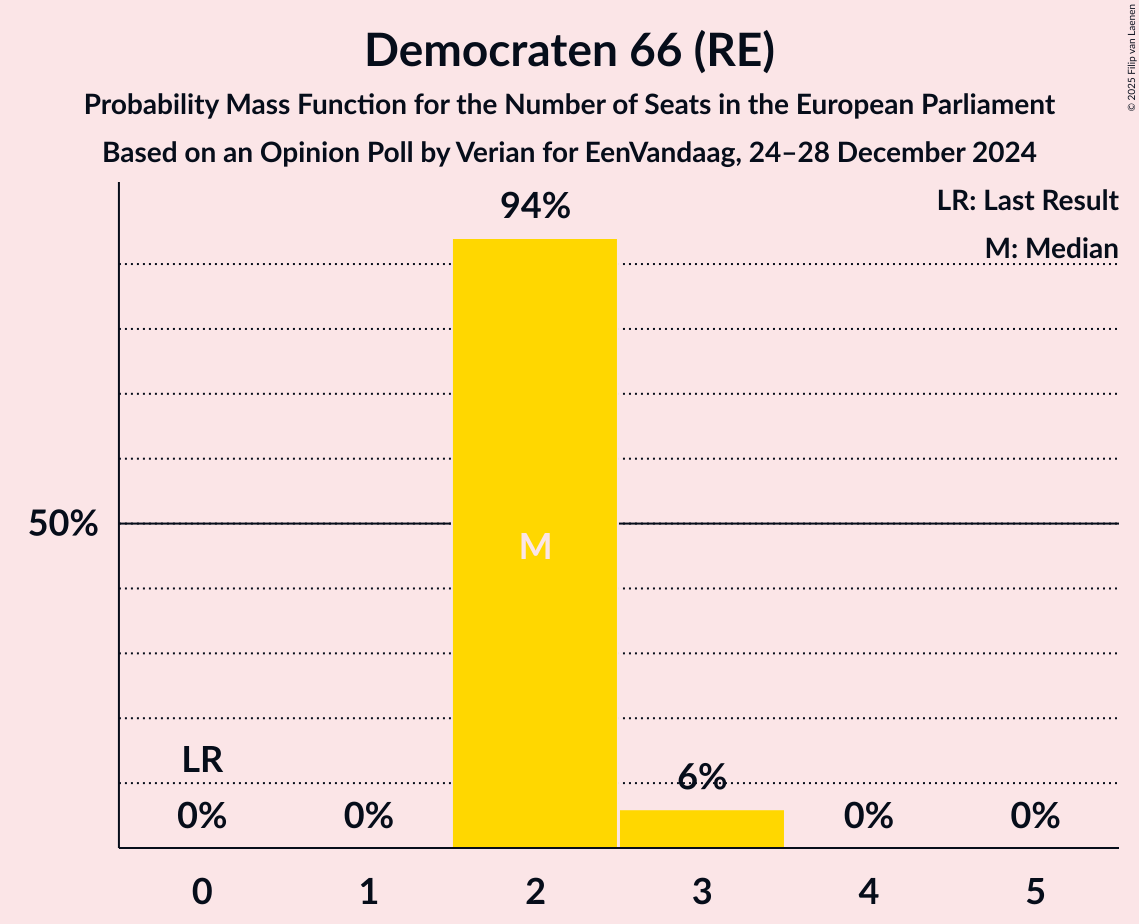 Democraten 66 (RE)
Probability Mass Function for the Number of Seats in the European Parliament
Based on an Opinion Poll by Verian for EenVandaag, 24–28 December 2024
© 2025 Filip van Laenen
LR: Last Result
M: Median
94%
50%
M
LR
0%
0%
6%
0%
0%
0
1
2
3
4
5